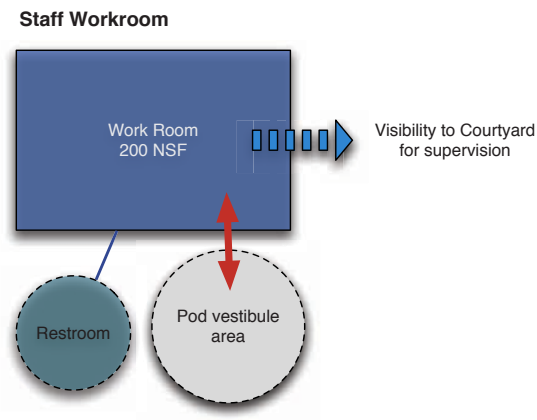 Staff Workroom
Work Room
200 NSF
Visibility to Courtyard
for supervision
Restroom
Pod vestibule
area